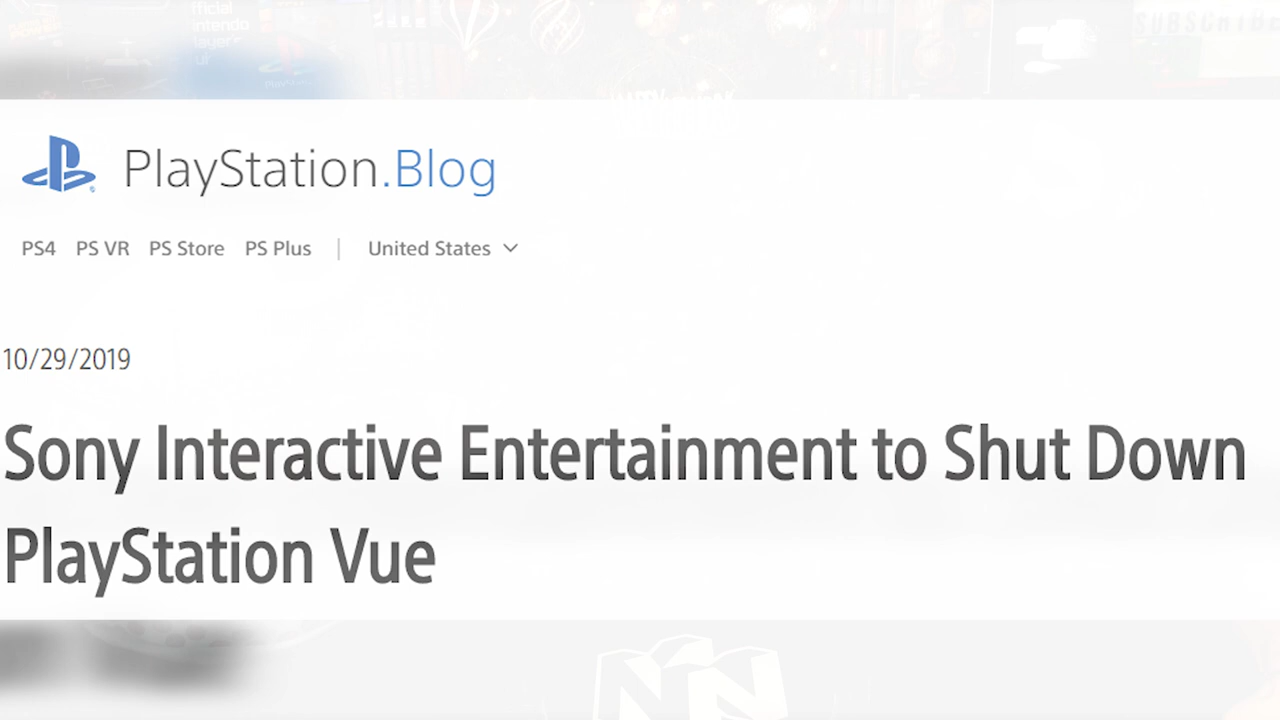 SUBSCRIBE
PlayStation.Blog
PS4 PS VR PS Store PS Plus | United States
10/29/2019
Sony Interactive Entertainment to Shut Down
PlayStation Vue